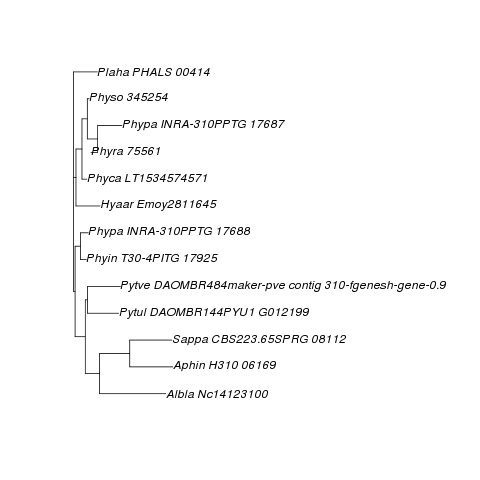 Plaha PHALS 00414
Physo 345254
Phypa INRA-310PPTG 17687
Phyra 75561
Phyca LT1534574571
Hyaar Emoy2811645
Phypa INRA-310PPTG 17688
Phyin T30-4PITG 17925
Pytve DAOMBR484maker-pve contig 310-fgenesh-gene-0.9
Pytul DAOMBR144PYU1 G012199
Sappa CBS223.65SPRG 08112
Aphin H310 06169
Albla Nc14123100